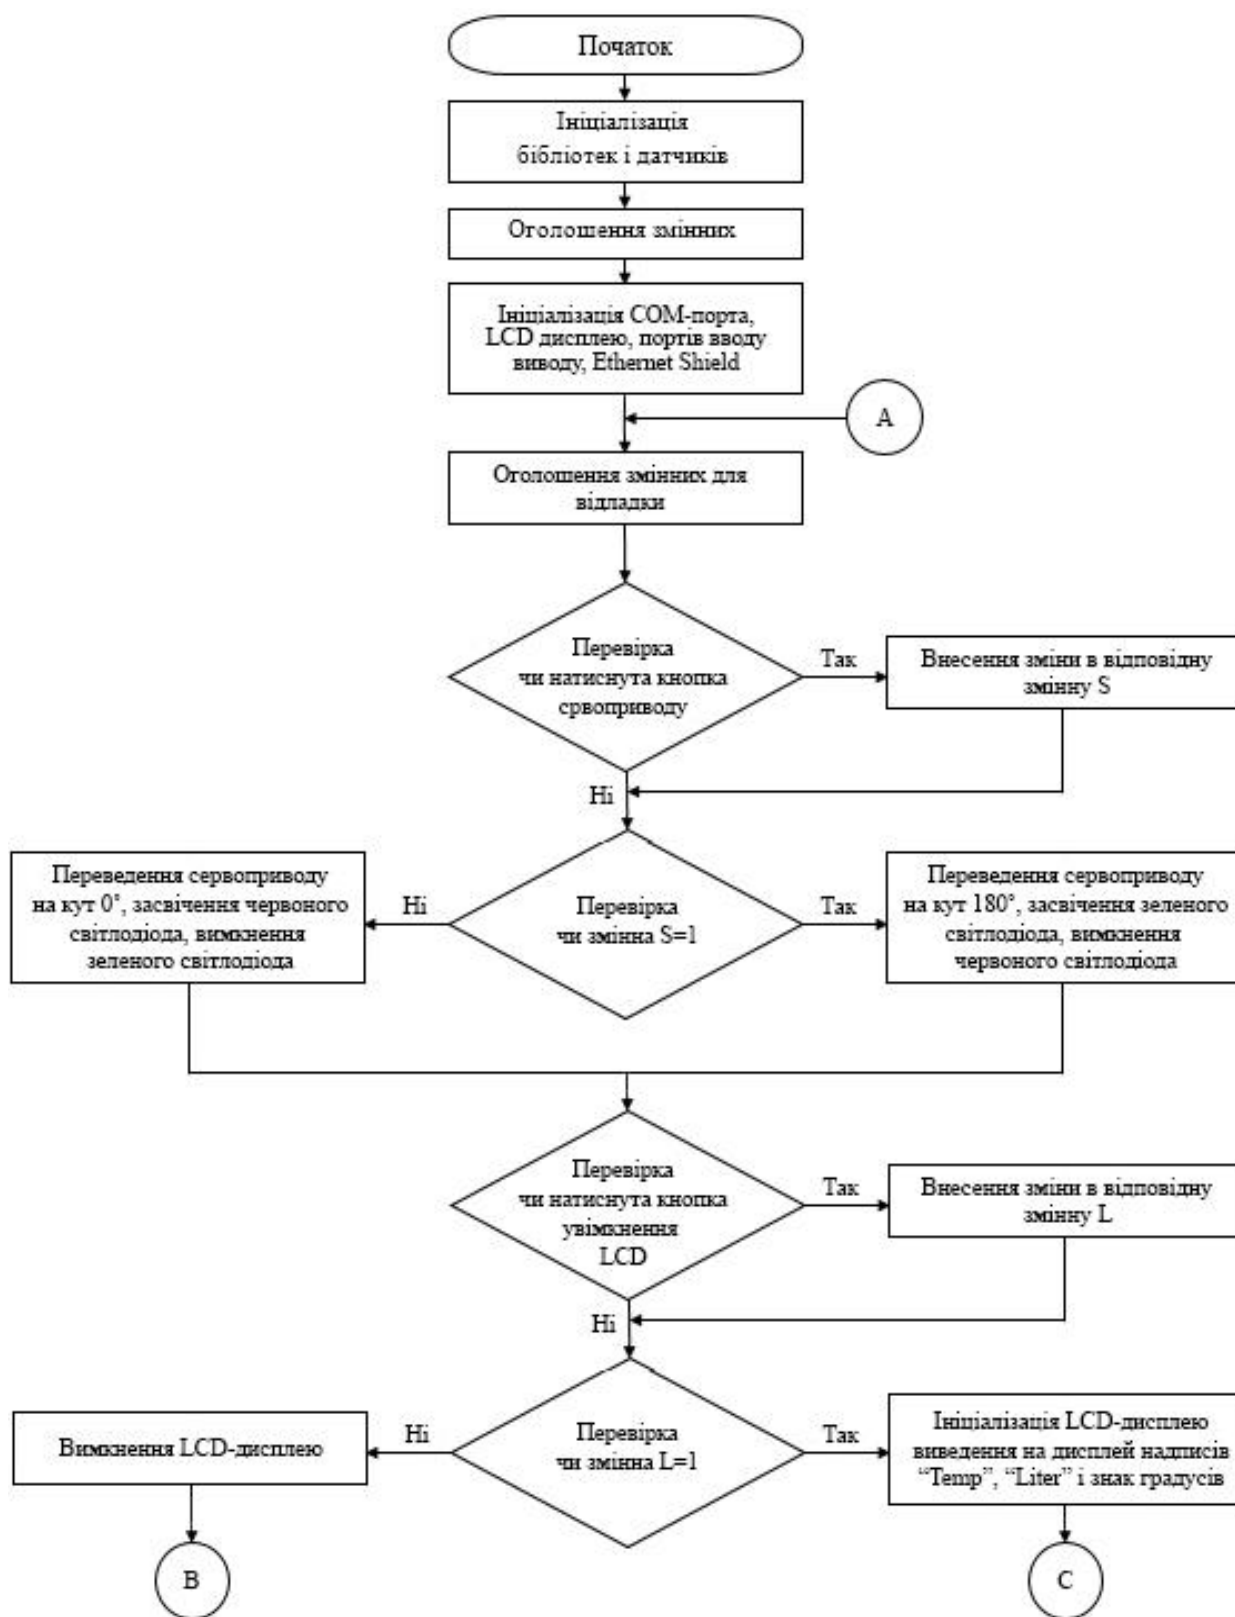 Початок
Ініціалізація
бібліотек і датчиків
Оголошення змінних
Ініціалізація COM-порта,
LCD дисплею, портів вводу
виводу, Ethernet Shield
A
Оголошення змінних для
відладки
Перевірка
чи натиснута кнопка
срвоприводу
Так
Внесення зміни в відповідну
змінну S
Ні
Переведення сервоприводу
на кут 0°, засвічення червоного
світлодіода, вимкнення
зеленого світлодіода
Ні
Перевірка
чи змінна S=1
Так
Переведення сервоприводу
на кут 180°, засвічення зеленого
світлодіода, вимкнення
червоного світлодіода
Перевірка
чи натиснута кнопка
увімкнення
LCD
Так
Внесення зміни в відповідну
змінну L
Ні
Вимкнення LCD-дисплею
Ні
Перевірка
чи змінна L=1
Так
Ініціалізація LCD-дисплею
виведення на дисплей надписів
“Temp”, “Liter” і знак градусів
B
C